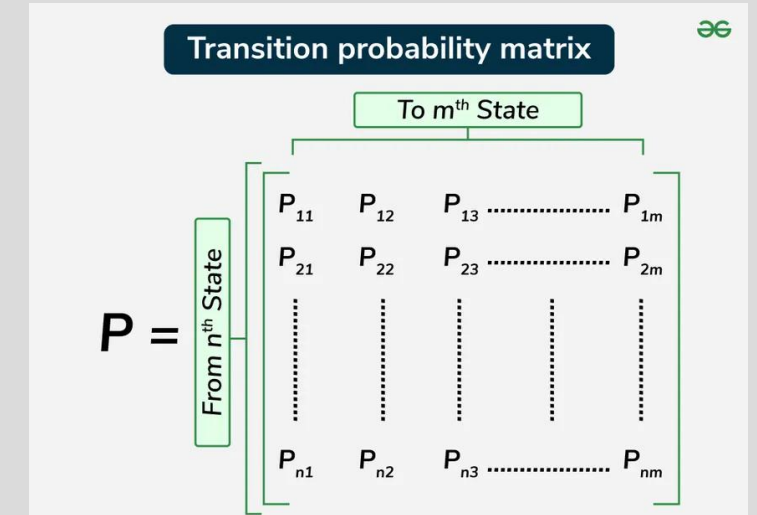 Transition probability matrix
To mᵗʰ State
P₁₁ P₁₂ P₁₃ .................... P₁ₘ
P₂₁ P₂₂ P₂₃ .................... P₂ₘ
P =
From nᵗʰ State
Pₙ₁ Pₙ₂ Pₙ₃ .................... Pₙₘ